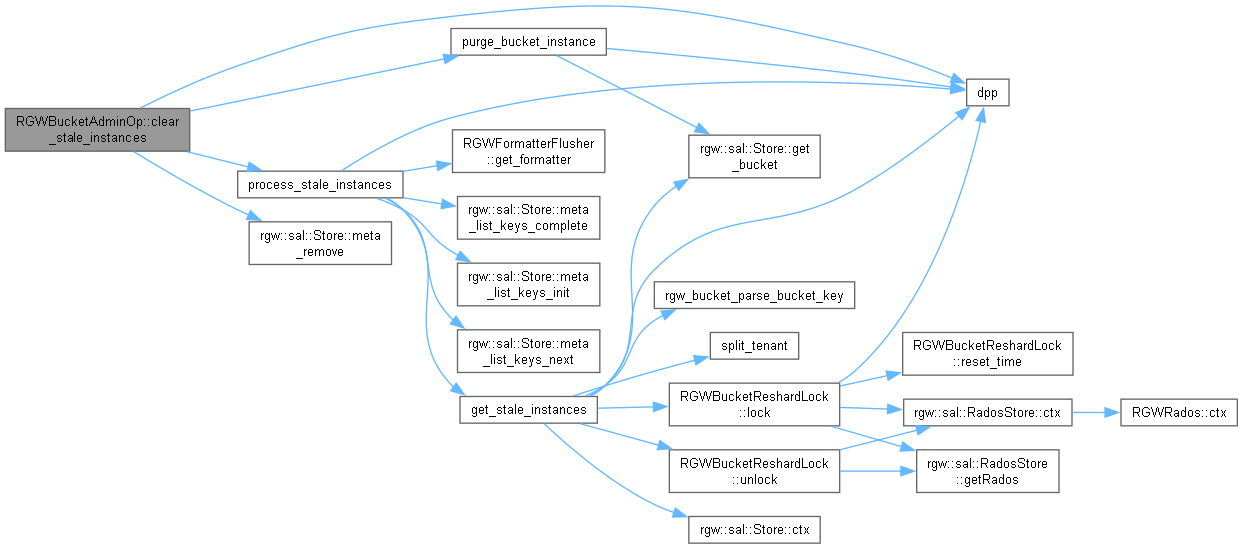 RGWBucketAdminOp::clear
_stale_instances
purge_bucket_instance
dpp
rgw::sal::Store::get
_bucket
process_stale_instances
RGWFormatterFlusher
::get_formatter
rgw::sal::Store::meta
_list_keys_complete
rgw::sal::Store::meta
_list_keys_init
rgw::sal::Store::meta
_list_keys_next
get_stale_instances
rgw::sal::Store::meta
_remove
rgw_bucket_parse_bucket_key
split_tenant
RGWBucketReshardLock
::lock
RGWBucketReshardLock
::unlock
rgw::sal::Store::ctx
RGWBucketReshardLock
::reset_time
rgw::sal::RadosStore::ctx
rgw::sal::RadosStore
::getRados
RGWRados::ctx